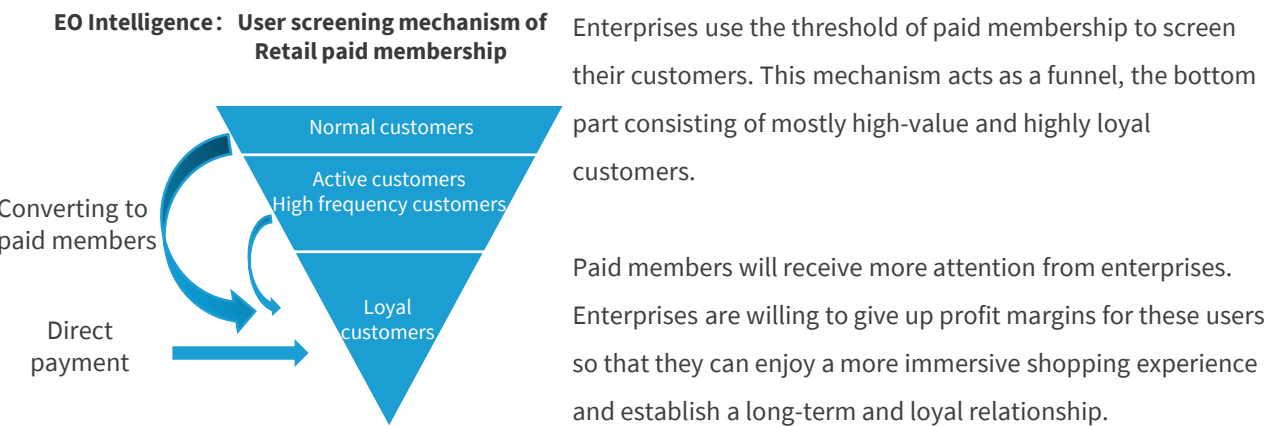 EO Intelligence：User screening mechanism of
Retail paid membership
Normal customers
Active customers
High frequency customers
Loyal
customers
Converting to
paid members
Direct
payment
Enterprises use the threshold of paid membership to screen
their customers. This mechanism acts as a funnel, the bottom
part consisting of mostly high-value and highly loyal
customers.
Paid members will receive more attention from enterprises.
Enterprises are willing to give up profit margins for these users
so that they can enjoy a more immersive shopping experience
and establish a long-term and loyal relationship.